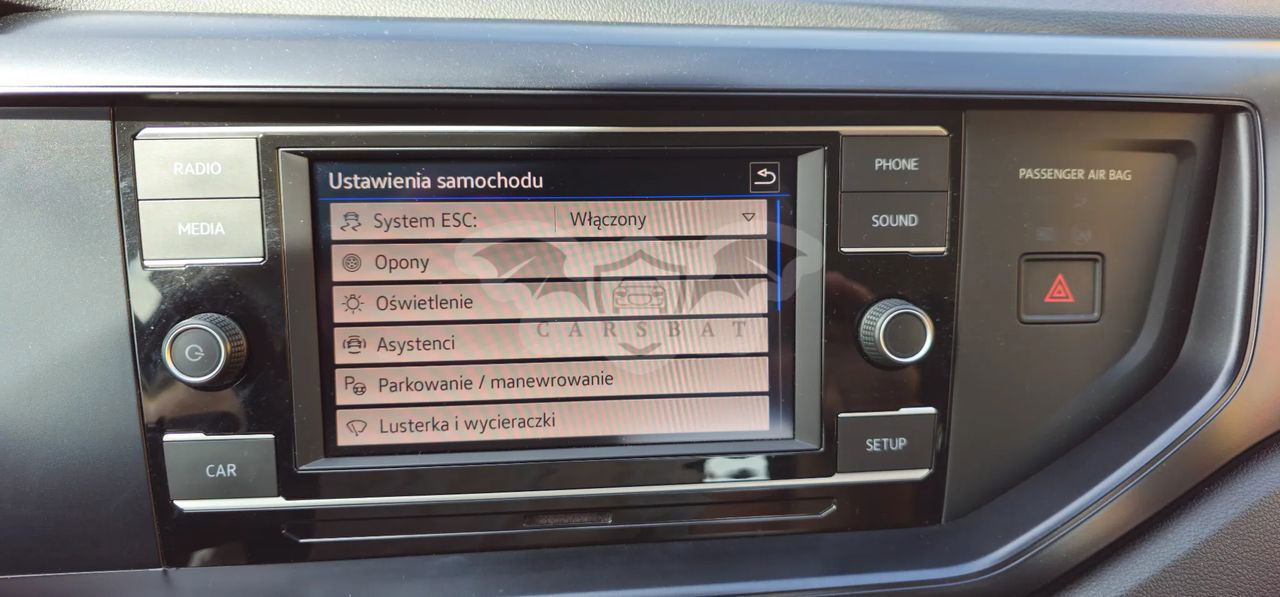 RADIO
MEDIA
CAR
Ustawienia samochodu
System ESC: Włączony
Opony
Oświetlenie
Asystenci
Parkowanie / manewrowanie
Lusterka i wycieraczki
CARSBAT
PHONE
SOUND
SETUP
PASSENGER AIR BAG